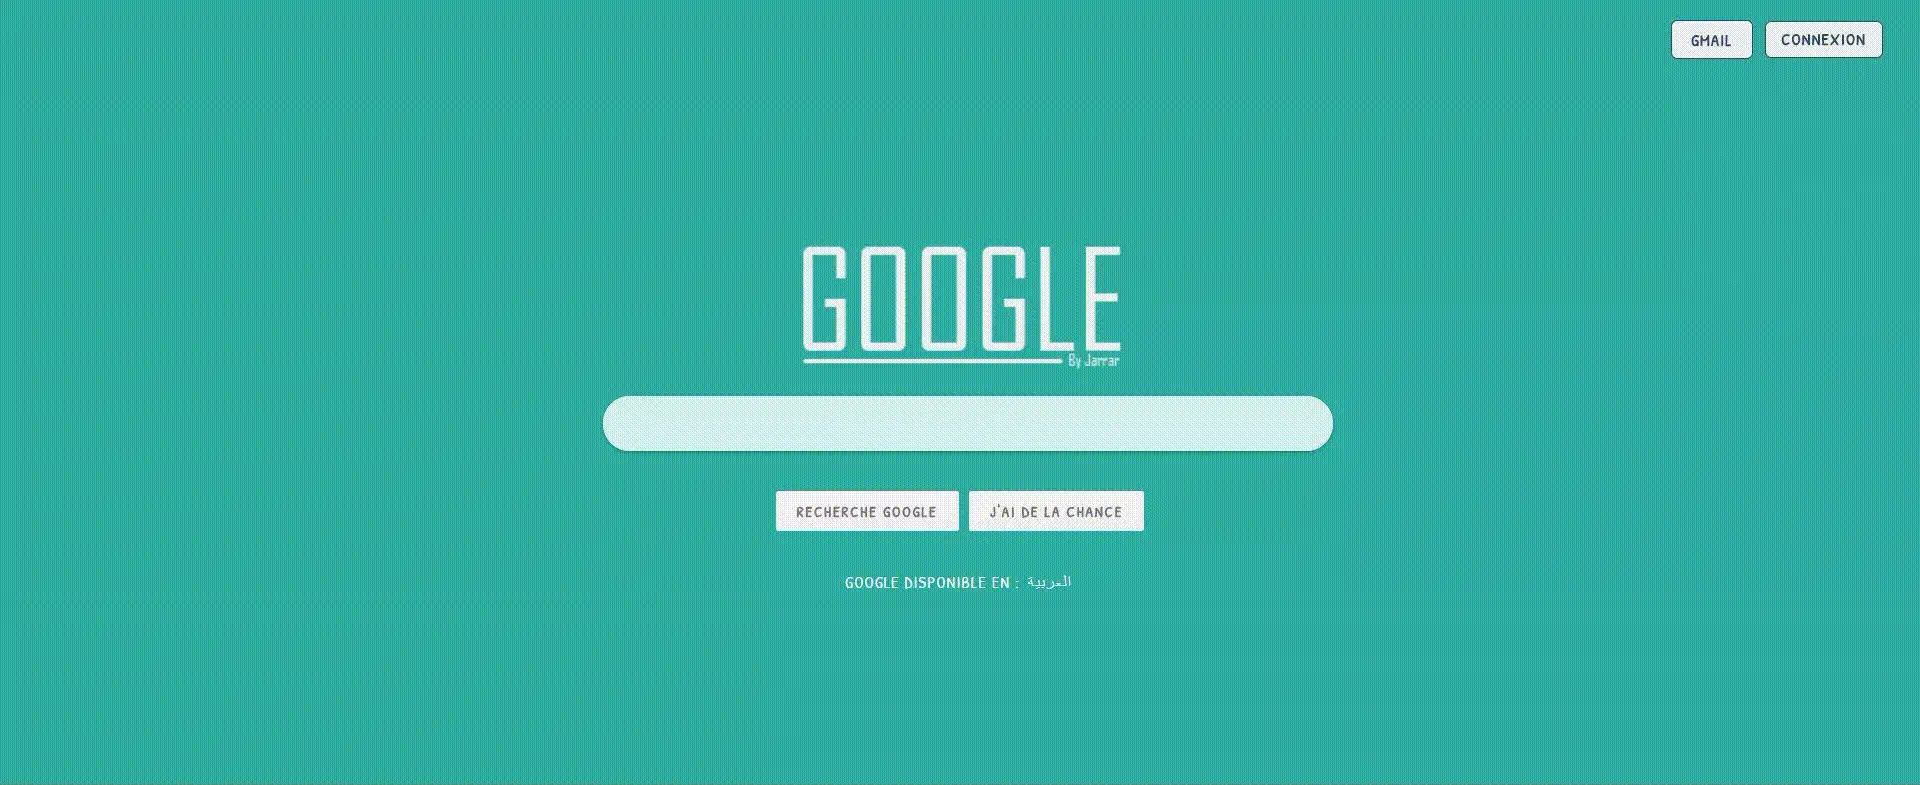 GMAIL CONNEXION
GOOGLE
By Jarrar
RECHERCHE GOOGLE J'AI DE LA CHANCE
GOOGLE DISPONIBLE EN : العربية